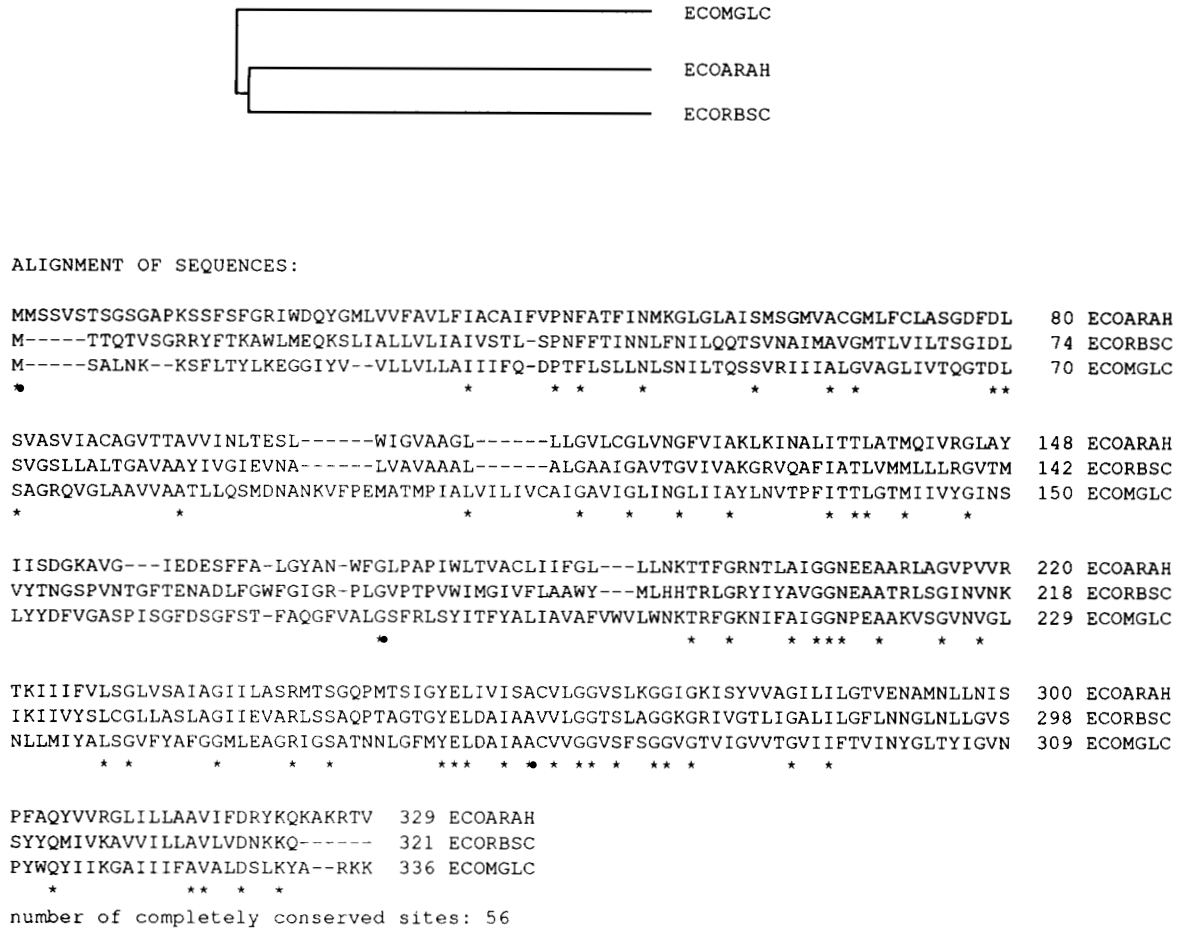 ECOMGLC
ECOARAH
ECORBSC
ALIGNMENT OF SEQUENCES:
MMSSVSTSGSGAPKSSFSFGRIWDQYGMLVVFAVLFIACAIFVPNFATFINMKGLGLAISMSGMVACGMLFCLASGDFDL 80 ECOARAH
M-----TTQTVSGRRYFTKAWLMEQKSLIALLVLIAIVSTL-SPNFFTINNLFNILQQTSVNAIMAVGMTLVILTSGIDL 74 ECORBSC
M-----SALNK--KSFLTYLKEGGIYV--VLLVLLAIIIFQ-DPTFLSLLNLSNILTQSSVRIIIALGVAGLIVTQGTDL 70 ECOMGLC
● * * * * * * * **
SVASVIACAGVTTAVVINLTESL------WIGVAAGL------LLGVLCGLVNGFVIAKLKINALITTLATMQIVRGLAY 148 ECOARAH
SVGSLLALTGAVAAYIVGIEVNA------LVAVAAAL------ALGAAIGAVTGVIVAKGRVQAFIATLVMMLLLRGVTM 142 ECORBSC
SAGRQVGLAAVVAATLLQSMDNANKVFPEMATMPIALVILIVCAIGAVIGLINGLIIAYLNVTPFITTLGTMIIVYGINS 150 ECOMGLC
* * * * * * * * ** * *
IISDGKAVG---IEDESFFA-LGYAN-WFGLPAPIWLTVACLIIFGL---LLNKTTFGRNTLAIGGNEEAARLAGVPVVR 220 ECOARAH
VYTNGSPVNTGFTENADLFGWFGIGR-PLGVPTPVWIMGIVFLAAWY---MLHHTRLGRYIYAVGGNEAATRLSGINVNK 218 ECORBSC
LYYDFVGASPISGFDSGFST-FAQGFVALGSFRLSYITFYALIAVAFVWVLWNKTRFGKNIFAIGGNPEAAKVSGVNVGL 229 ECOMGLC
● * * * *** * * *
TKIIIFVLSGLVSAIAGIILASRMTSGQPMTSIGYELIVISACVLGGVSLKGGIGKISYVVAGILILGTVENAMNLLNIS 300 ECOARAH
IKIIVYSLCGLLASLAGIIEVARLSSAQPTAGTGYELDAIAAVVLGGTSLAGGKGRIVGTLIGALILGFLNNGLNLLGVS 298 ECORBSC
NLLMIYALSGVFYAFGGMLEAGRIGSATNNLGFMYELDAIAACVVGGVSFSGGVGTVIGVVTGVIIFTVINYGLTYIGVN 309 ECOMGLC
* * * * * *** * ● * ** * ** * * *
PFAQYVVRGLILLAAVIFDRYKQKAKRTV 329 ECOARAH
SYYQMIVKAVVILLAVLVDNKKQ------ 321 ECORBSC
PYWQYIIKGAIIIFAVALDSLKYA--RKK 336 ECOMGLC
* ** * *
number of completely conserved sites: 56